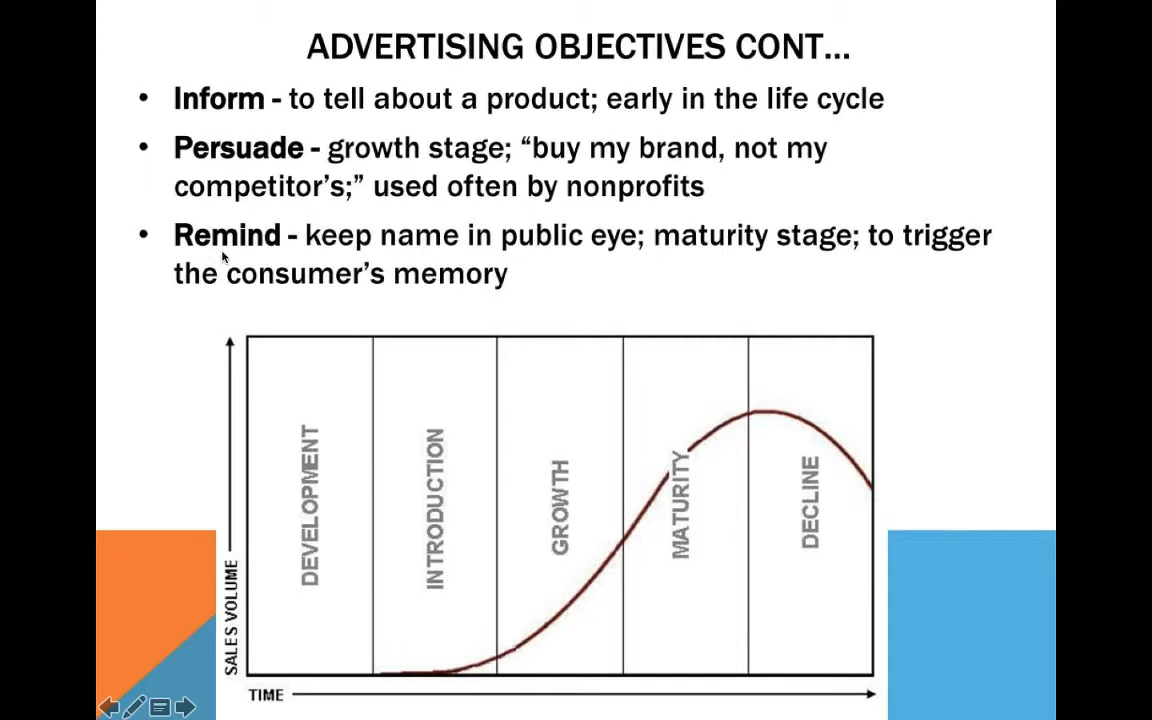 ADVERTISING OBJECTIVES CONT...
• Inform - to tell about a product; early in the life cycle
• Persuade - growth stage; “buy my brand, not my
competitor’s;” used often by nonprofits
• Remind - keep name in public eye; maturity stage; to trigger
the consumer’s memory
SALES VOLUME
DEVELOPMENT
INTRODUCTION
GROWTH
MATURITY
DECLINE
TIME